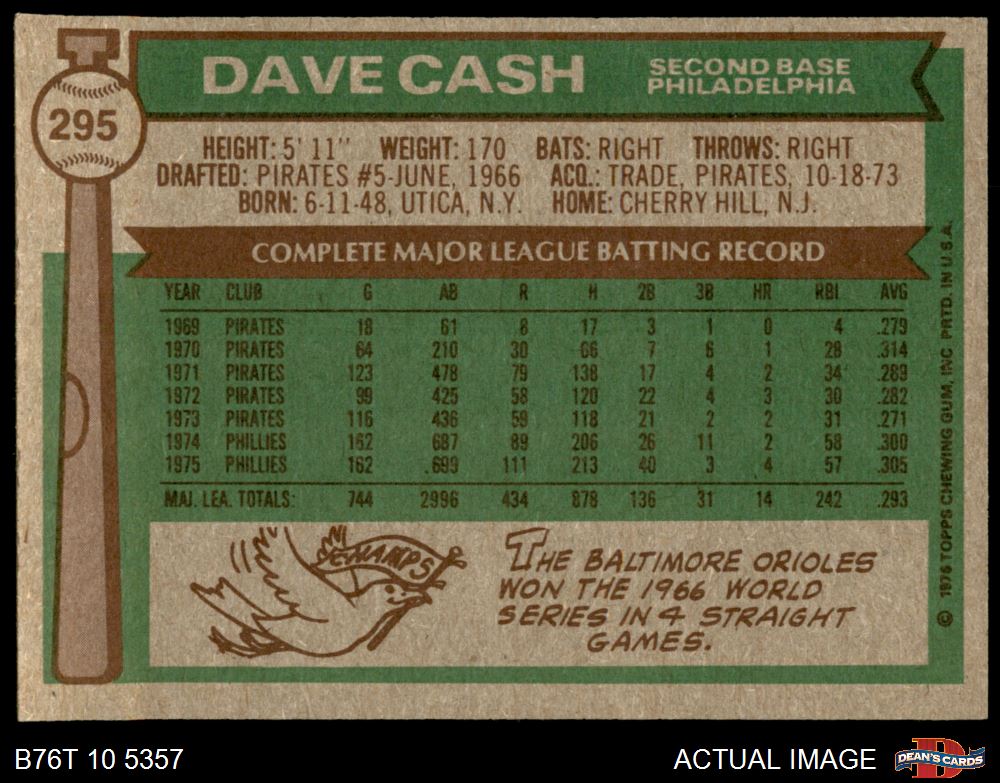 295
DAVE CASH
SECOND BASE
PHILADELPHIA
HEIGHT: 5' 11" WEIGHT: 170 BATS: RIGHT THROWS: RIGHT
DRAFTED: PIRATES #5-JUNE, 1966 ACQ.: TRADE, PIRATES, 10-18-73
BORN: 6-11-48, UTICA, N.Y. HOME: CHERRY HILL, N.J.
COMPLETE MAJOR LEAGUE BATTING RECORD
YEAR CLUB G AB R H 2B 3B HR RBI AVG
1969 PIRATES 18 61 8 17 3 1 0 4 .279
1970 PIRATES 64 210 30 66 7 6 1 28 .314
1971 PIRATES 123 478 79 138 17 4 2 34 .289
1972 PIRATES 99 425 58 120 22 4 3 30 .282
1973 PIRATES 116 436 59 118 21 2 2 31 .271
1974 PHILLIES 162 687 89 206 26 11 2 58 .300
1975 PHILLIES 162 .699 111 213 40 3 4 57 .305
MAJ. LEA. TOTALS: 744 2996 434 878 136 31 14 242 .293
CHAMPS
THE BALTIMORE ORIOLES
WON THE 1966 WORLD
SERIES IN 4 STRAIGHT
GAMES.
© 1976 TOPPS CHEWING GUM, INC. PRTD. IN U.S.A.
B76T 10 5357
ACTUAL IMAGE
DEAN'S CARDS